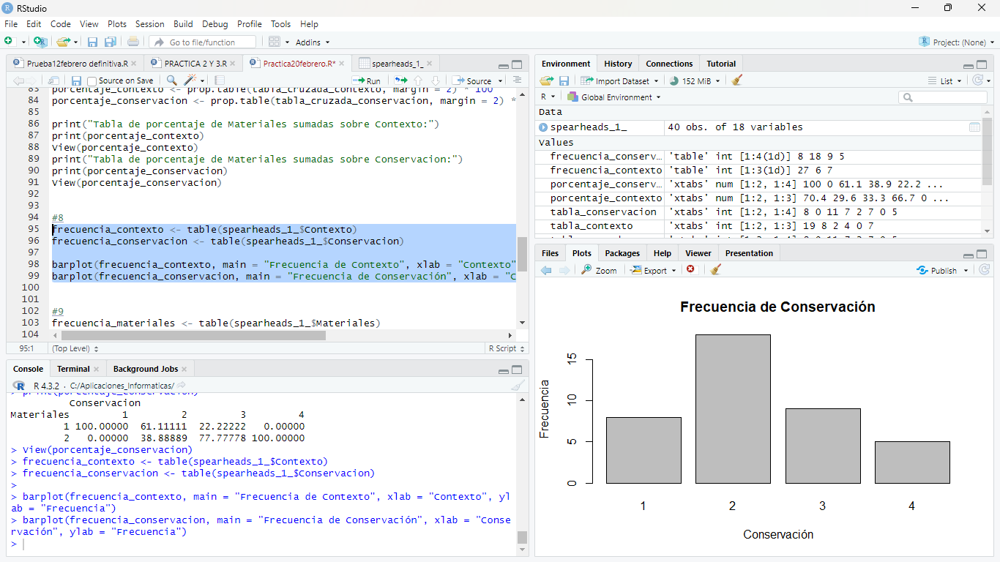 RStudio
File Edit Code View Plots Session Build Debug Profile Tools Help
Go to file/function Addins Project: (None)
Prueba12febrero definitiva.R PRACTICA 2 Y 3.R Practica20febrero.R* spearheads_1_
Source on Save Run Source
83 porcentaje_contexto <- prop.table(tabla_cruzada_contexto, margin = 2) * 100
84 porcentaje_conservacion <- prop.table(tabla_cruzada_conservacion, margin = 2) *
85
86 print("Tabla de porcentaje de Materiales sumadas sobre Contexto:")
87 print(porcentaje_contexto)
88 View(porcentaje_contexto)
89 print("Tabla de porcentaje de Materiales sumadas sobre Conservacion:")
90 print(porcentaje_conservacion)
91 View(porcentaje_conservacion)
92
93
94 #8
95 frecuencia_contexto <- table(spearheads_1_$Contexto)
96 frecuencia_conservacion <- table(spearheads_1_$Conservacion)
97
98 barplot(frecuencia_contexto, main = "Frecuencia de Contexto", xlab = "Contexto"
99 barplot(frecuencia_conservacion, main = "Frecuencia de Conservación", xlab = "C
100
101
102 #9
103 frecuencia_materiales <- table(spearheads_1_$Materiales)
104
95:1 (Top Level) R Script
Console Terminal Background Jobs
R 4.3.2 · C:/Aplicaciones_Informaticas/
> print(porcentaje_conservacion)
Conservacion
Materiales 1 2 3 4
1 100.00000 61.11111 22.22222 0.00000
2 0.00000 38.88889 77.77778 100.00000
> View(porcentaje_conservacion)
> frecuencia_contexto <- table(spearheads_1_$Contexto)
> frecuencia_conservacion <- table(spearheads_1_$Conservacion)
>
> barplot(frecuencia_contexto, main = "Frecuencia de Contexto", xlab = "Contexto", yl
ab = "Frecuencia")
> barplot(frecuencia_conservacion, main = "Frecuencia de Conservación", xlab = "Conse
rvación", ylab = "Frecuencia")
>
Environment History Connections Tutorial
Import Dataset 152 MiB List
R Global Environment
Data
spearheads_1_ 40 obs. of 18 variables
Values
frecuencia_conserv… 'table' int [1:4(1d)] 8 18 9 5
frecuencia_contexto 'table' int [1:3(1d)] 27 6 7
porcentaje_conserv… 'xtabs' num [1:2, 1:4] 100 0 61.1 38.9 22.2 ...
porcentaje_contexto 'xtabs' num [1:2, 1:3] 70.4 29.6 33.3 66.7 0 ...
tabla_conservacion 'xtabs' int [1:2, 1:4] 8 0 11 7 2 7 0 5
tabla_contexto 'xtabs' int [1:2, 1:3] 19 8 2 4 0 7
Files Plots Packages Help Viewer Presentation
Zoom Export Publish
Frecuencia de Conservación
Frecuencia
15
10
5
0
1 2 3 4
Conservación